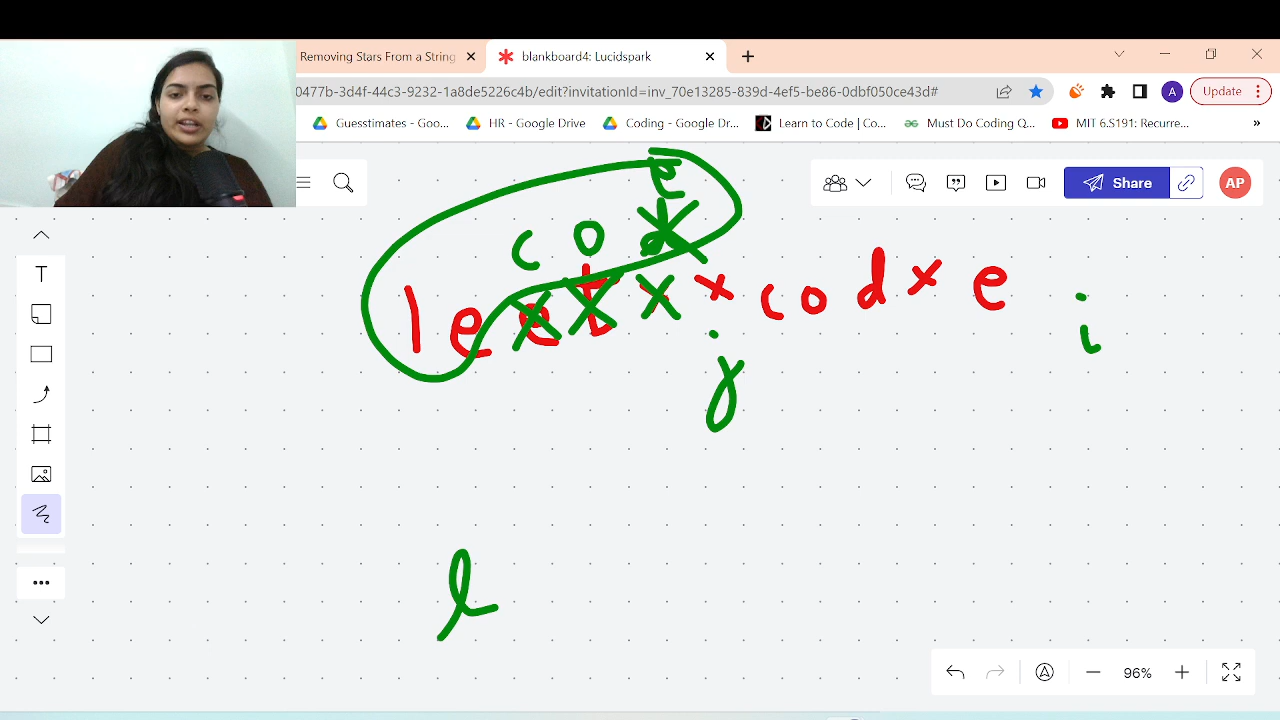 Removing Stars From a String
blankboard4: Lucidspark
0477b-3d4f-44c3-9232-1a8de5226c4b/edit?invitationId=inv_70e13285-839d-4ef5-be86-0dbf050ce43d#
A
Update
Guesstimates - Goo...
HR - Google Drive
Coding - Google Dr...
Learn to Code | Co...
Must Do Coding Q...
MIT 6.S191: Recurre...
»
Share
AP
T
e
c o d
l e e t * * c o d * e
j
i
l
96%